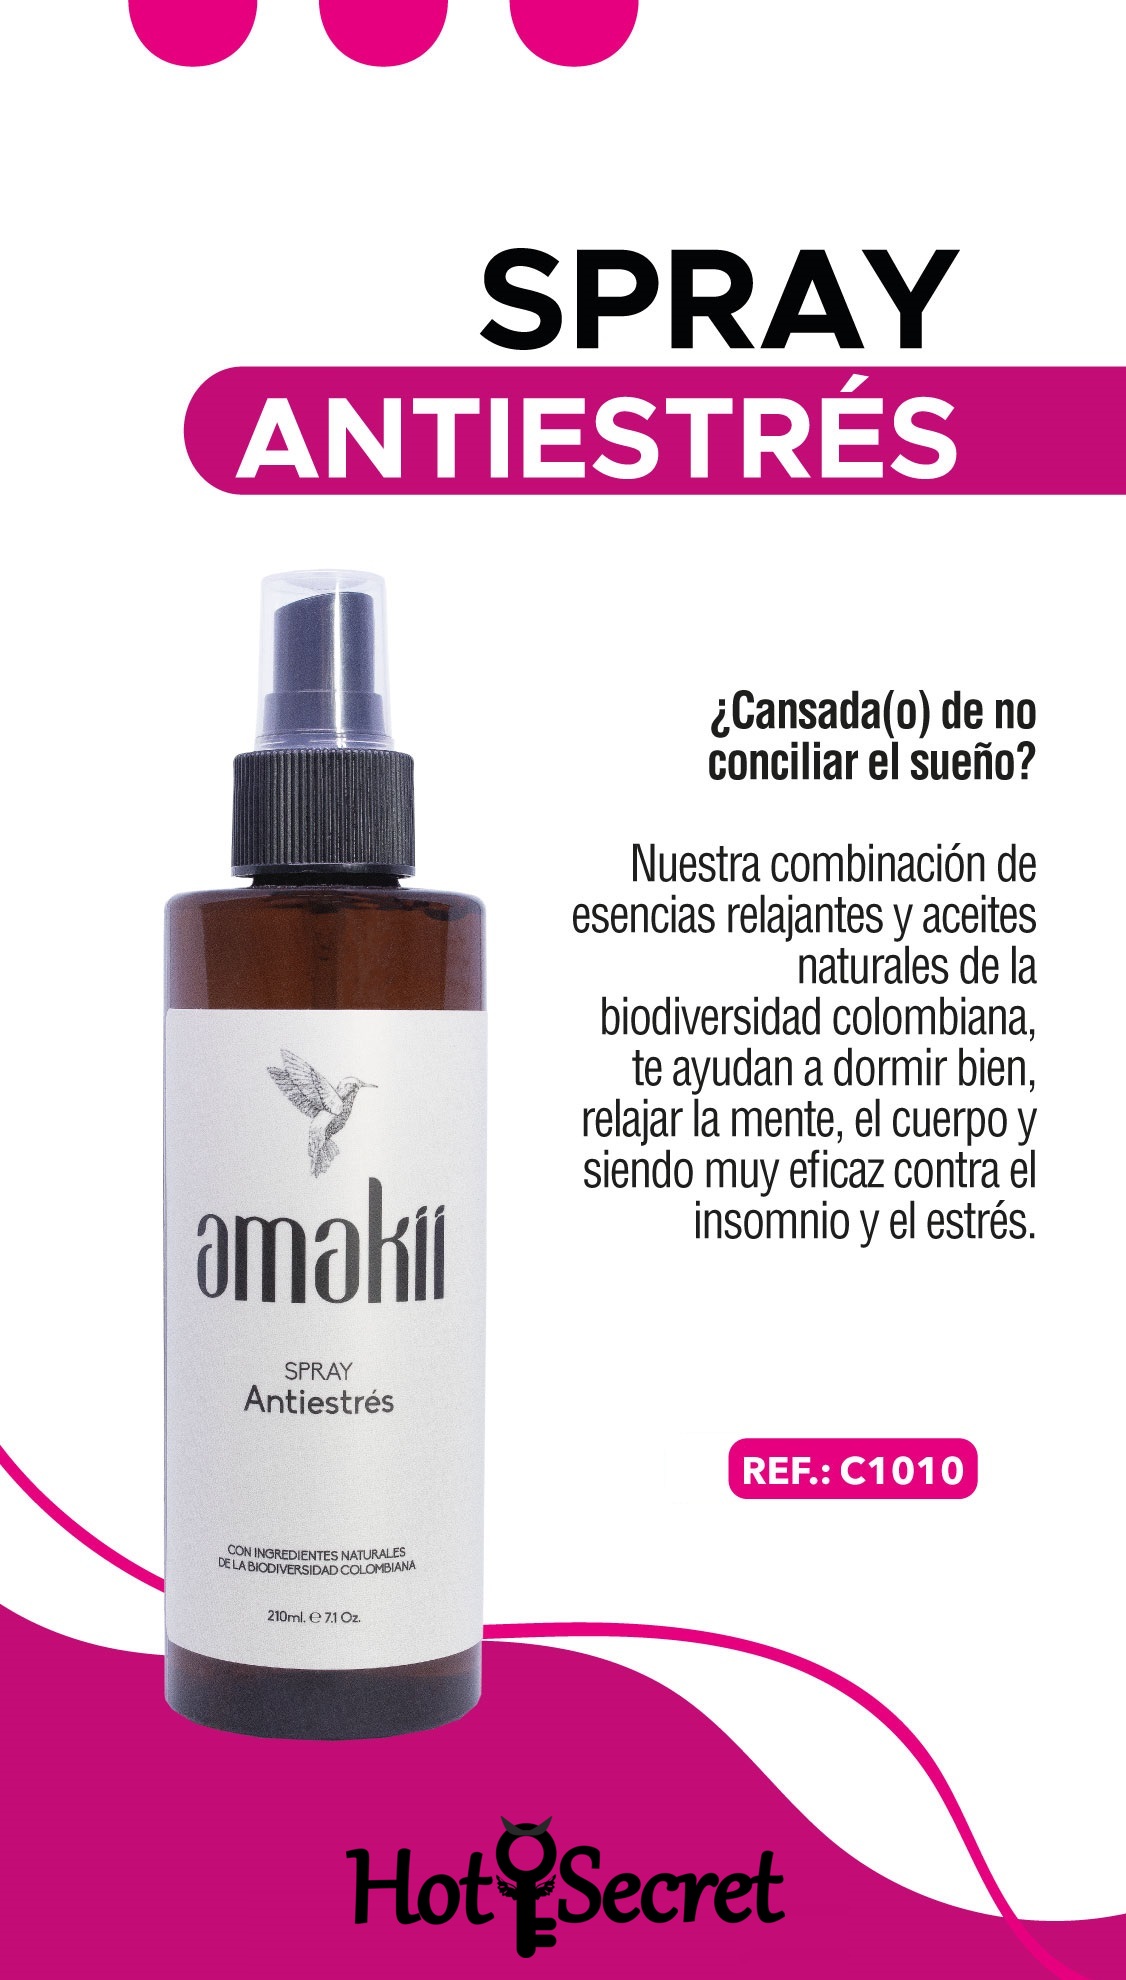 SPRAY
ANTIESTRÉS
¿Cansada(o) de no
conciliar el sueño?
Nuestra combinación de
esencias relajantes y aceites
naturales de la
biodiversidad colombiana,
te ayudan a dormir bien,
relajar la mente, el cuerpo y
siendo muy eficaz contra el
insomnio y el estrés.
amakii
SPRAY
Antiestrés
CON INGREDIENTES NATURALES
DE LA BIODIVERSIDAD COLOMBIANA
210ml. ℮ 7.1 Oz.
REF.: C1010
Hot Secret